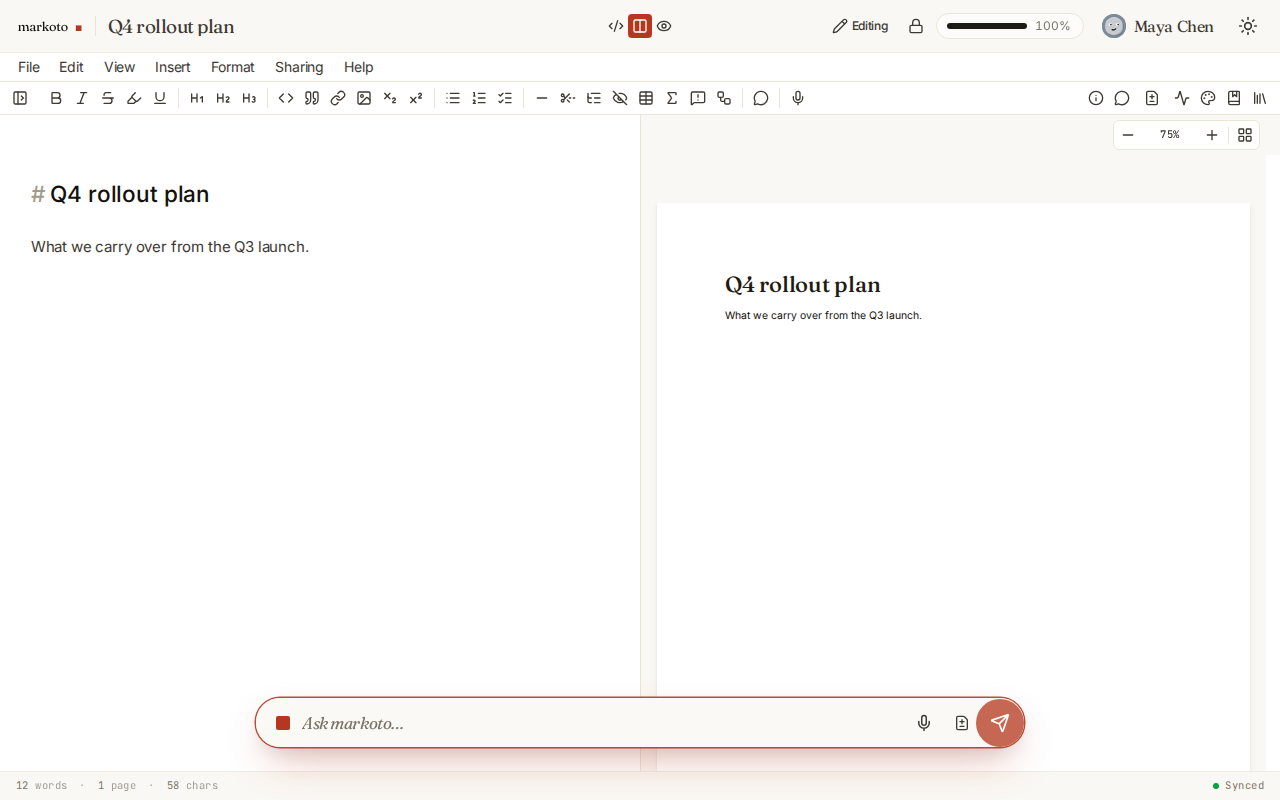 markoto
Q4 rollout plan
Editing
100%
Maya Chen
File Edit View Insert Format Sharing Help
H1 H2 H3
75%
# Q4 rollout plan
What we carry over from the Q3 launch.
Q4 rollout plan
What we carry over from the Q3 launch.
Ask markoto...
12 words · 1 page · 58 chars
Synced